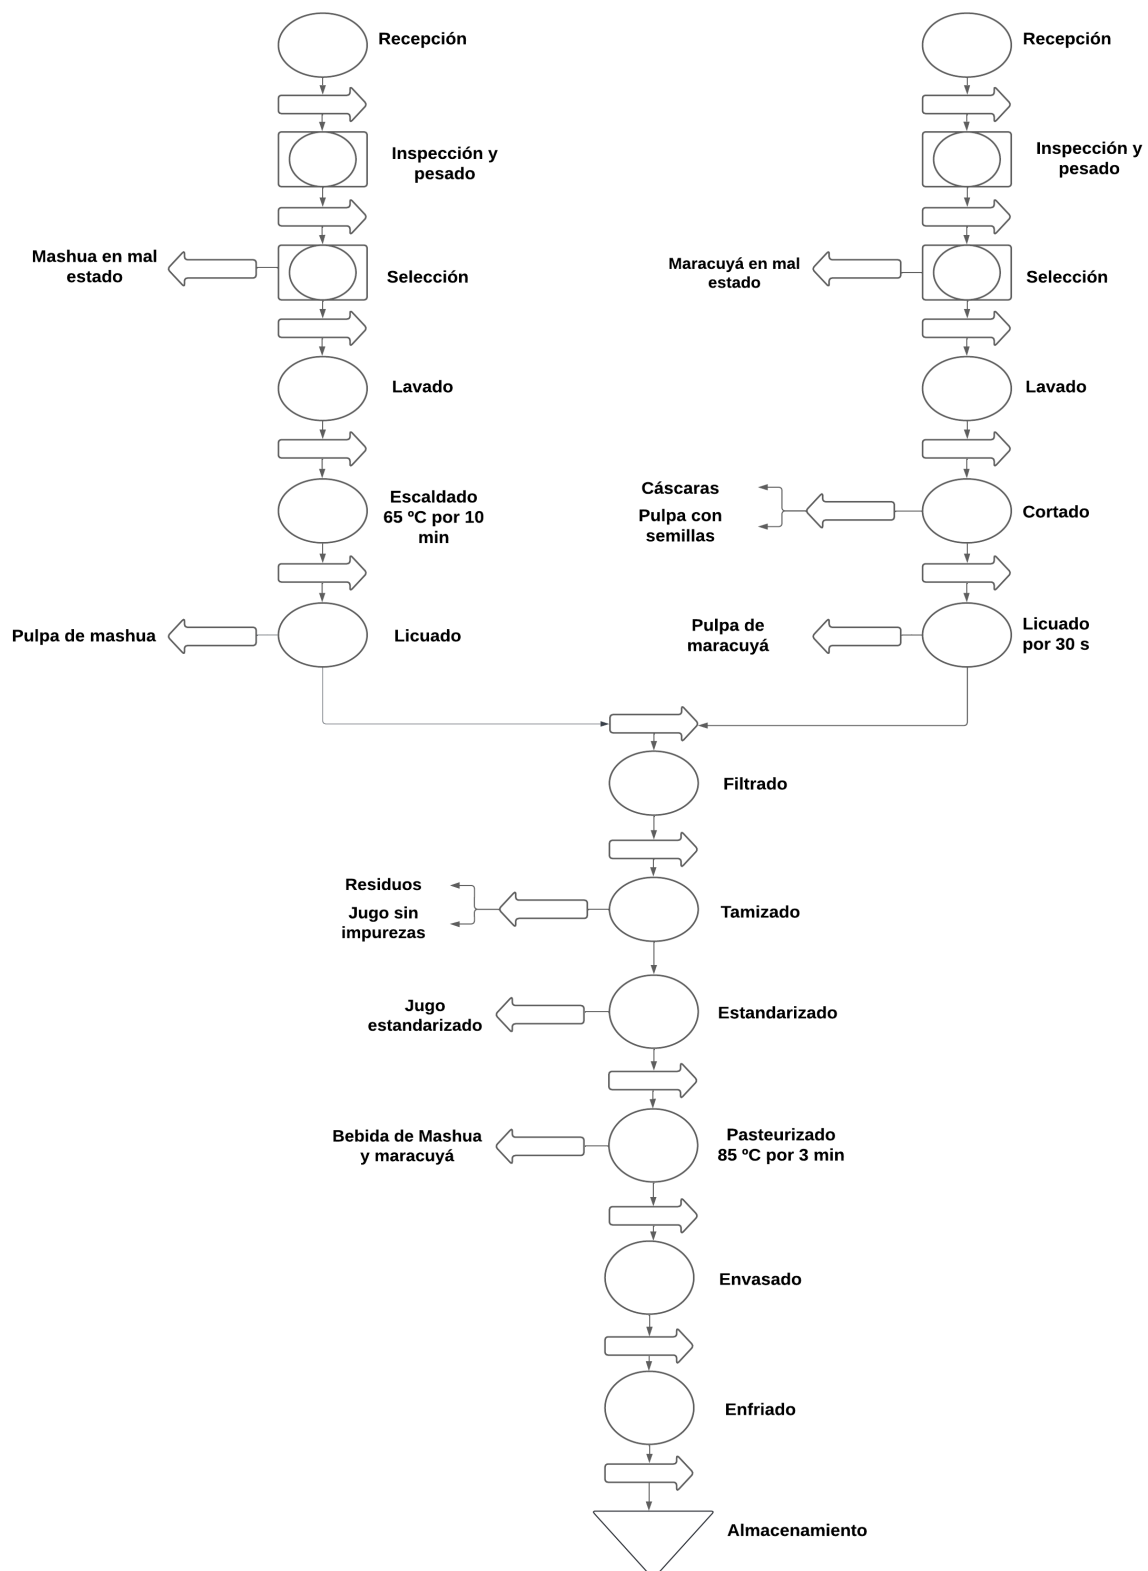 Recepción
Recepción
Inspección y
pesado
Inspección y
pesado
Mashua en mal
estado
Selección
Maracuyá en mal
estado
Selección
Lavado
Lavado
Escaldado
65 ºC por 10
min
Cáscaras
Pulpa con
semillas
Cortado
Pulpa de mashua
Licuado
Pulpa de
maracuyá
Licuado
por 30 s
Filtrado
Residuos
Jugo sin
impurezas
Tamizado
Jugo
estandarizado
Estandarizado
Bebida de Mashua
y maracuyá
Pasteurizado
85 ºC por 3 min
Envasado
Enfriado
Almacenamiento